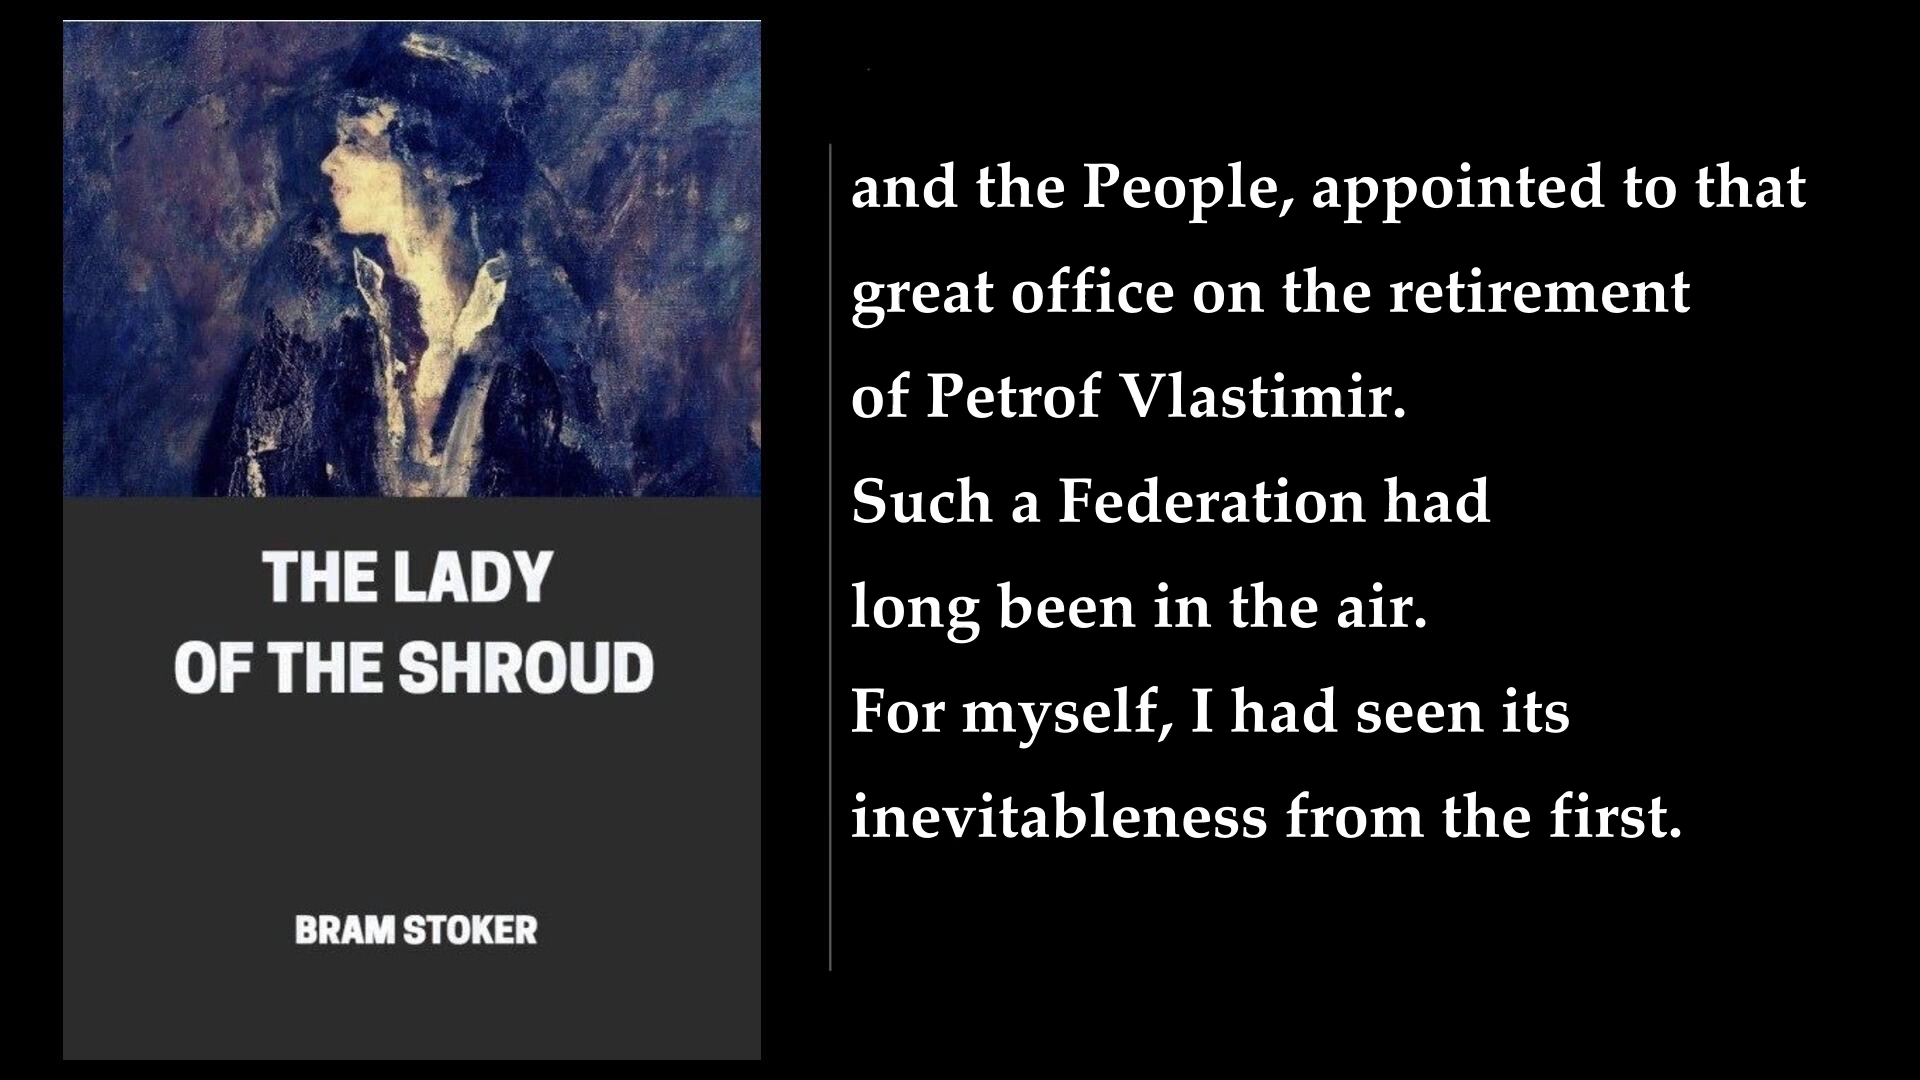 THE LADY
OF THE SHROUD
BRAM STOKER
and the People, appointed to that
great office on the retirement
of Petrof Vlastimir.
Such a Federation had
long been in the air.
For myself, I had seen its
inevitableness from the first.